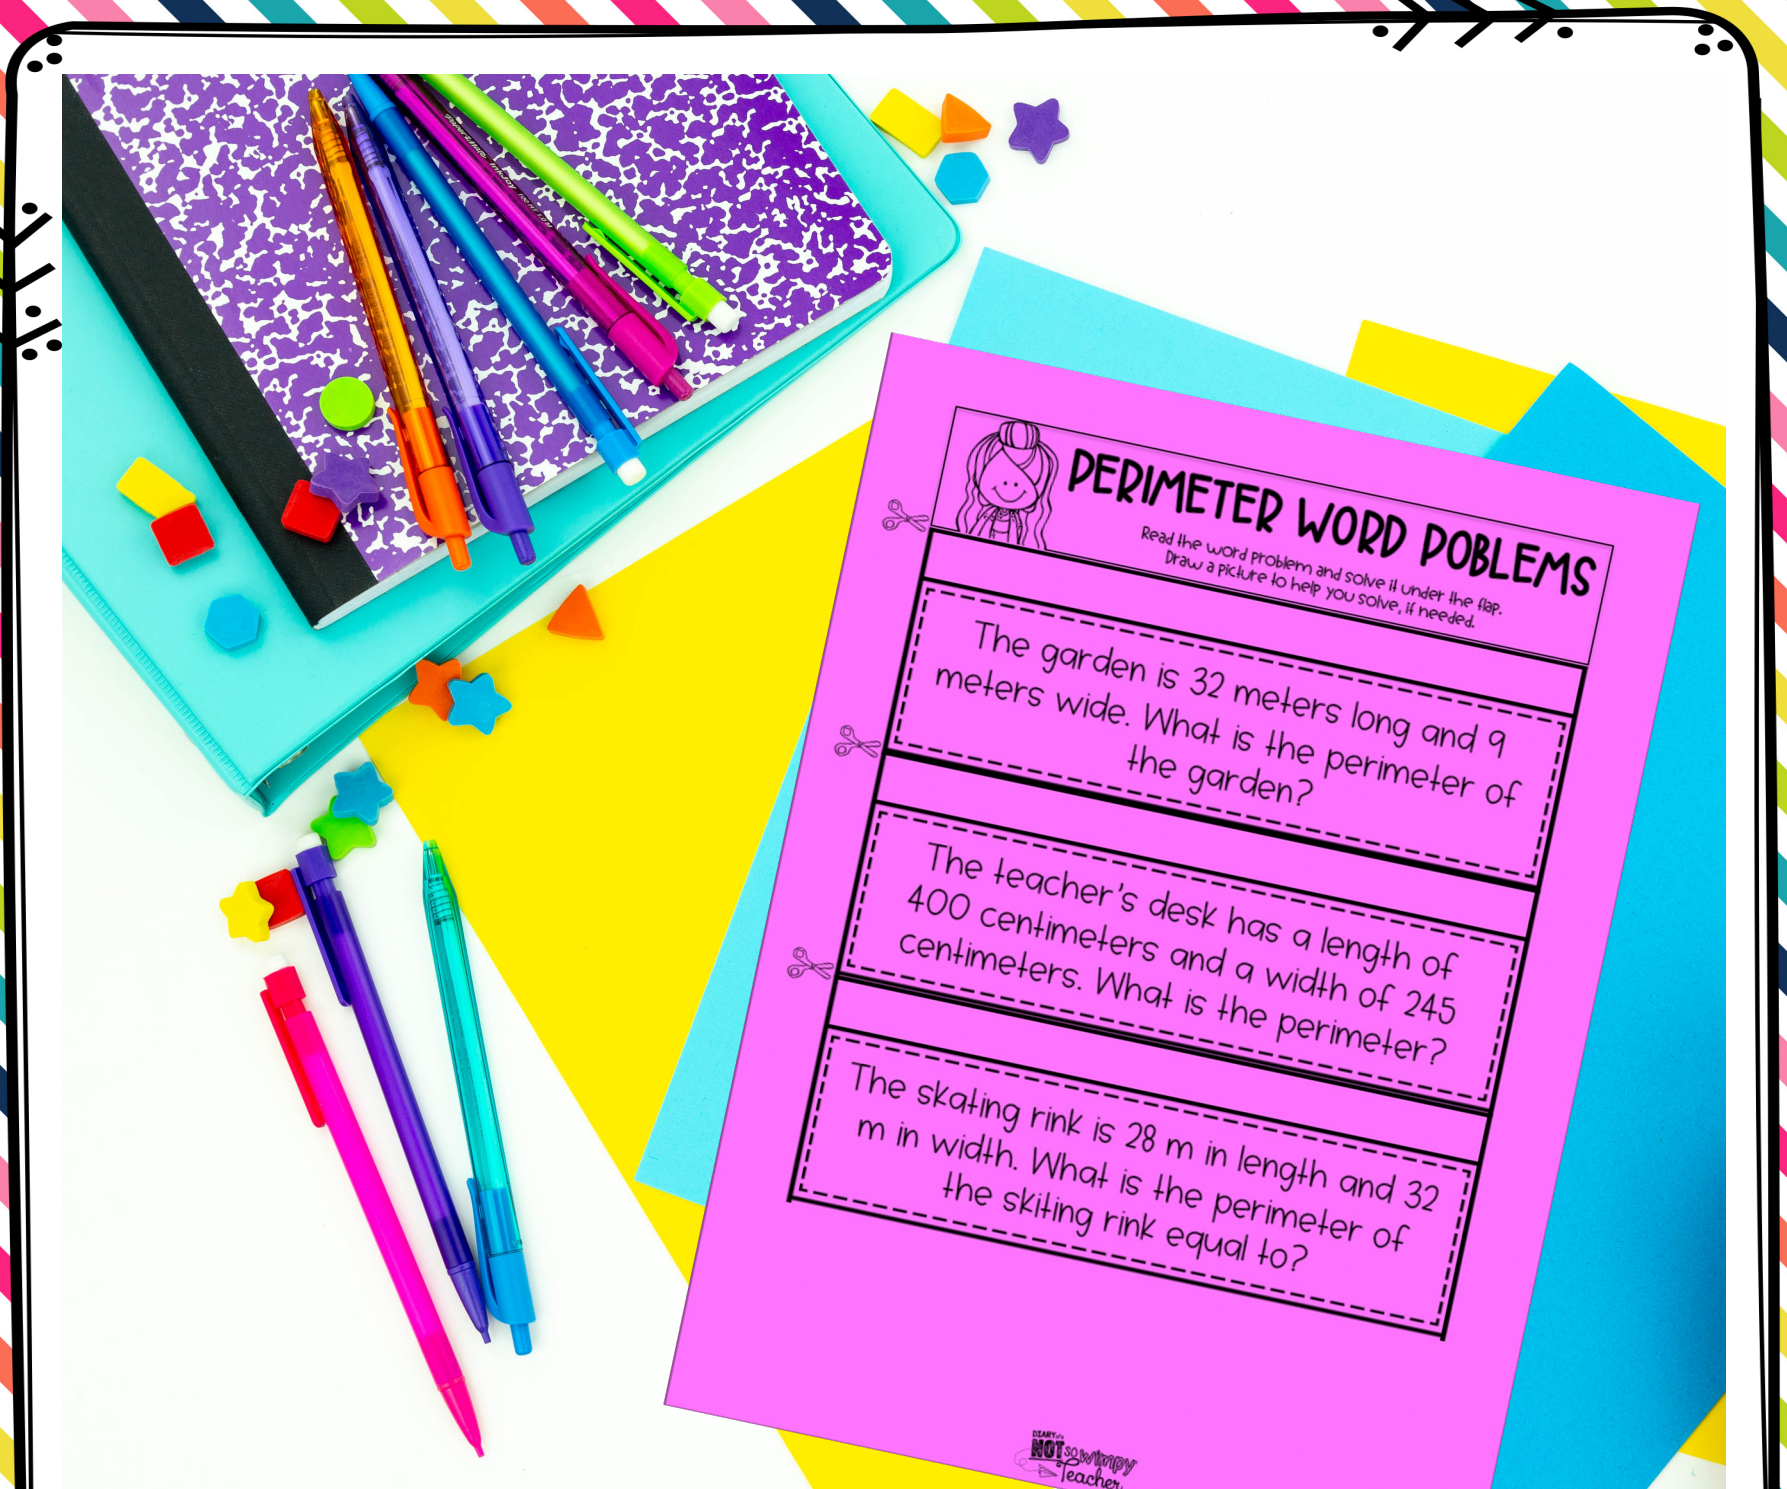 PERIMETER WORD POBLEMS
Read the word problem and solve it under the flap.
Draw a picture to help you solve, if needed.
The garden is 32 meters long and 9
meters wide. What is the perimeter of
the garden?
The teacher's desk has a length of
400 centimeters and a width of 245
centimeters. What is the perimeter?
The skating rink is 28 m in length and 32
m in width. What is the perimeter of
the skiting rink equal to?
DIARY of a
NOT so wimpy
Teacher